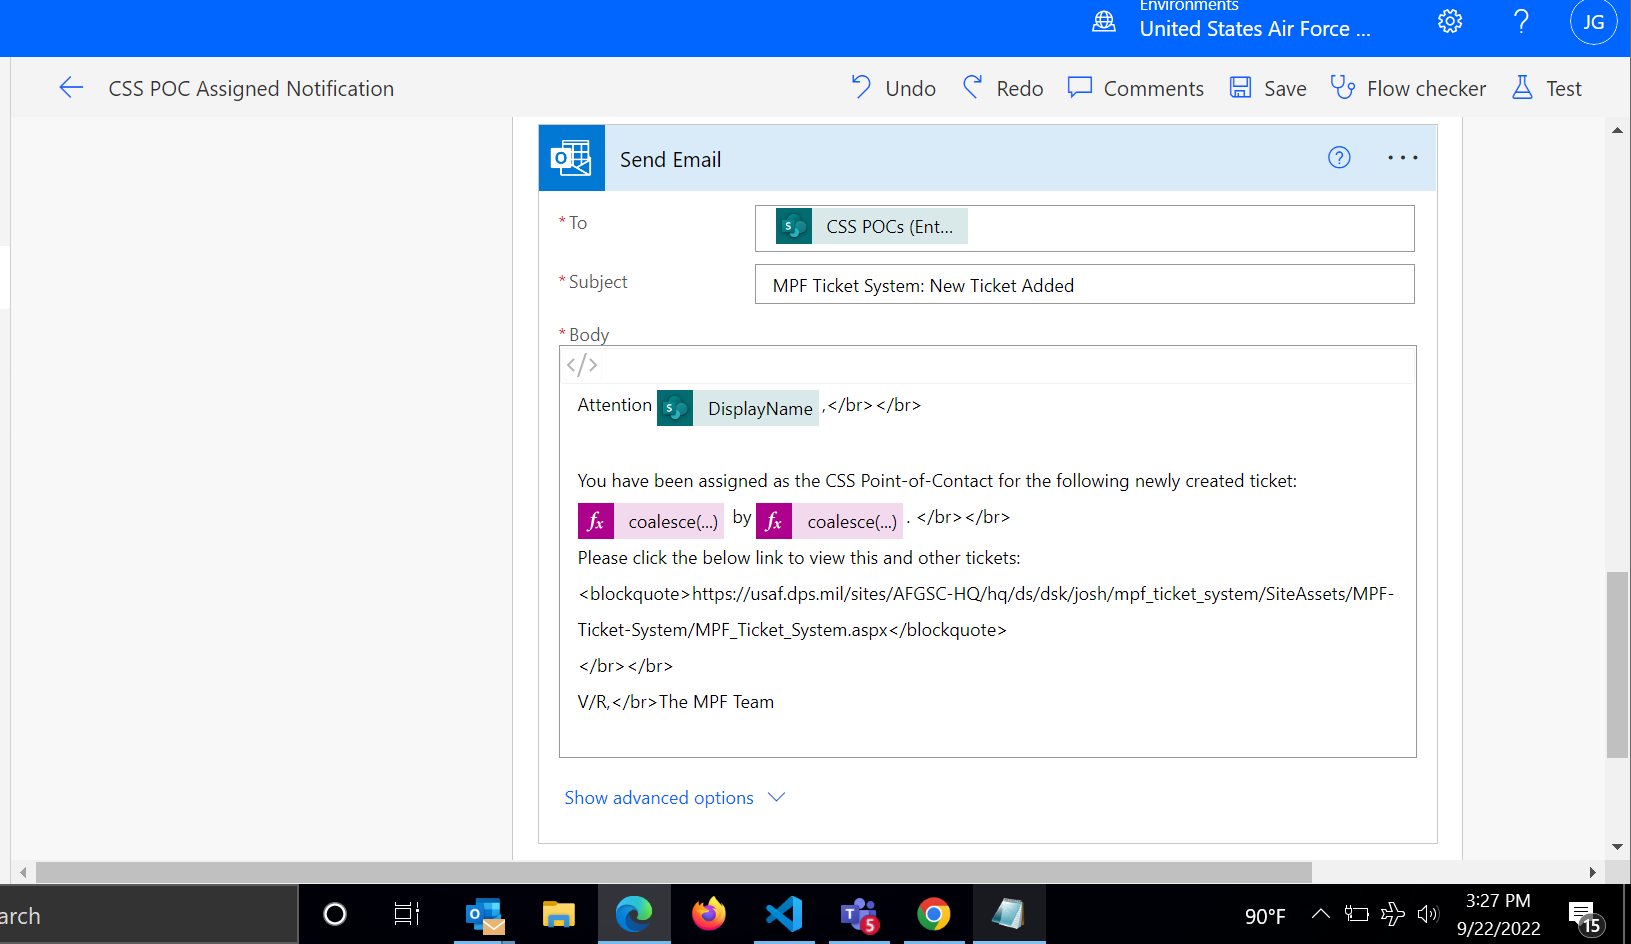 Environments
United States Air Force ...
JG
CSS POC Assigned Notification
Undo
Redo
Comments
Save
Flow checker
Test
Send Email
* To
CSS POCs (Ent...
* Subject
MPF Ticket System: New Ticket Added
* Body
</>
Attention DisplayName ,</br></br>
You have been assigned as the CSS Point-of-Contact for the following newly created ticket:
fx coalesce(...) by fx coalesce(...) . </br></br>
Please click the below link to view this and other tickets:
<blockquote>https://usaf.dps.mil/sites/AFGSC-HQ/hq/ds/dsk/josh/mpf_ticket_system/SiteAssets/MPF-
Ticket-System/MPF_Ticket_System.aspx</blockquote>
</br></br>
V/R,</br>The MPF Team
Show advanced options
arch
5
90°F
3:27 PM
9/22/2022
15